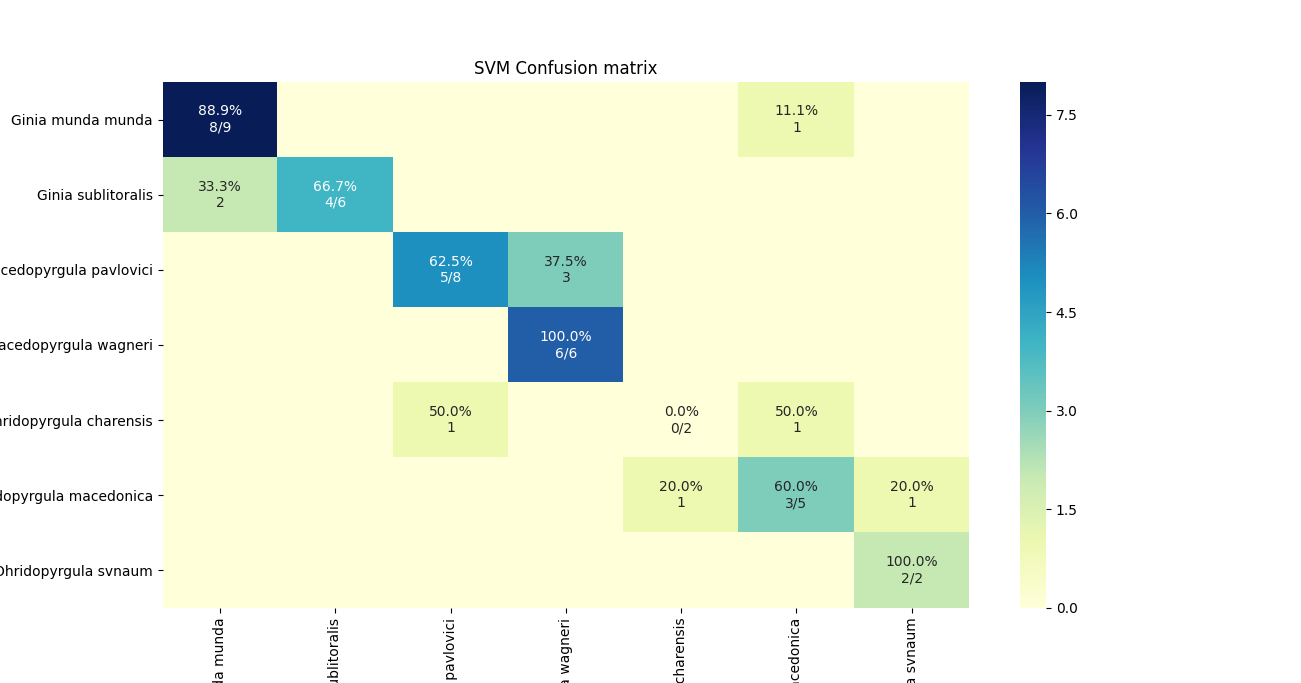 SVM Confusion matrix
Ginia munda munda
88.9%
8/9
11.1%
1
7.5
Ginia sublitoralis
33.3%
2
66.7%
4/6
6.0
cedopyrgula pavlovici
62.5%
5/8
37.5%
3
acedopyrgula wagneri
100.0%
6/6
4.5
hridopyrgula charensis
50.0%
1
0.0%
0/2
50.0%
1
3.0
dopyrgula macedonica
20.0%
1
60.0%
3/5
20.0%
1
1.5
Ohridopyrgula svnaum
100.0%
2/2
0.0
da munda
ublitoralis
pavlovici
a wagneri
charensis
acedonica
a svnaum